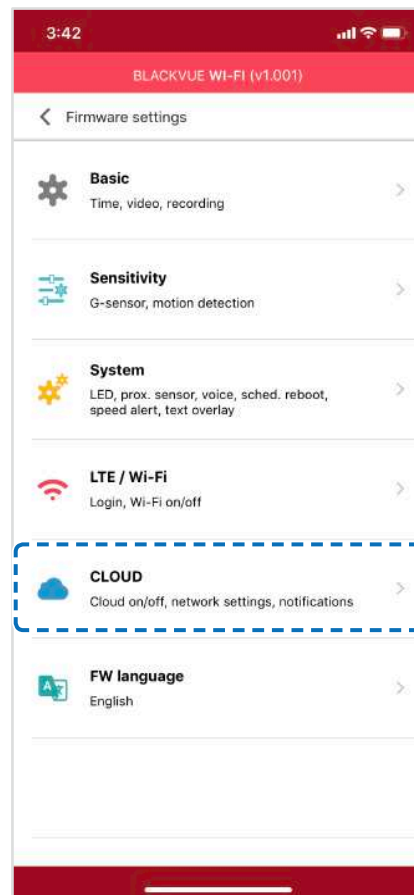 3:42
BLACKVUE WI-FI (v1.001)
Firmware settings
Basic
Time, video, recording
Sensitivity
G-sensor, motion detection
System
LED, prox. sensor, voice, sched. reboot,
speed alert, text overlay
LTE / Wi-Fi
Login, Wi-Fi on/off
CLOUD
Cloud on/off, network settings, notifications
FW language
English